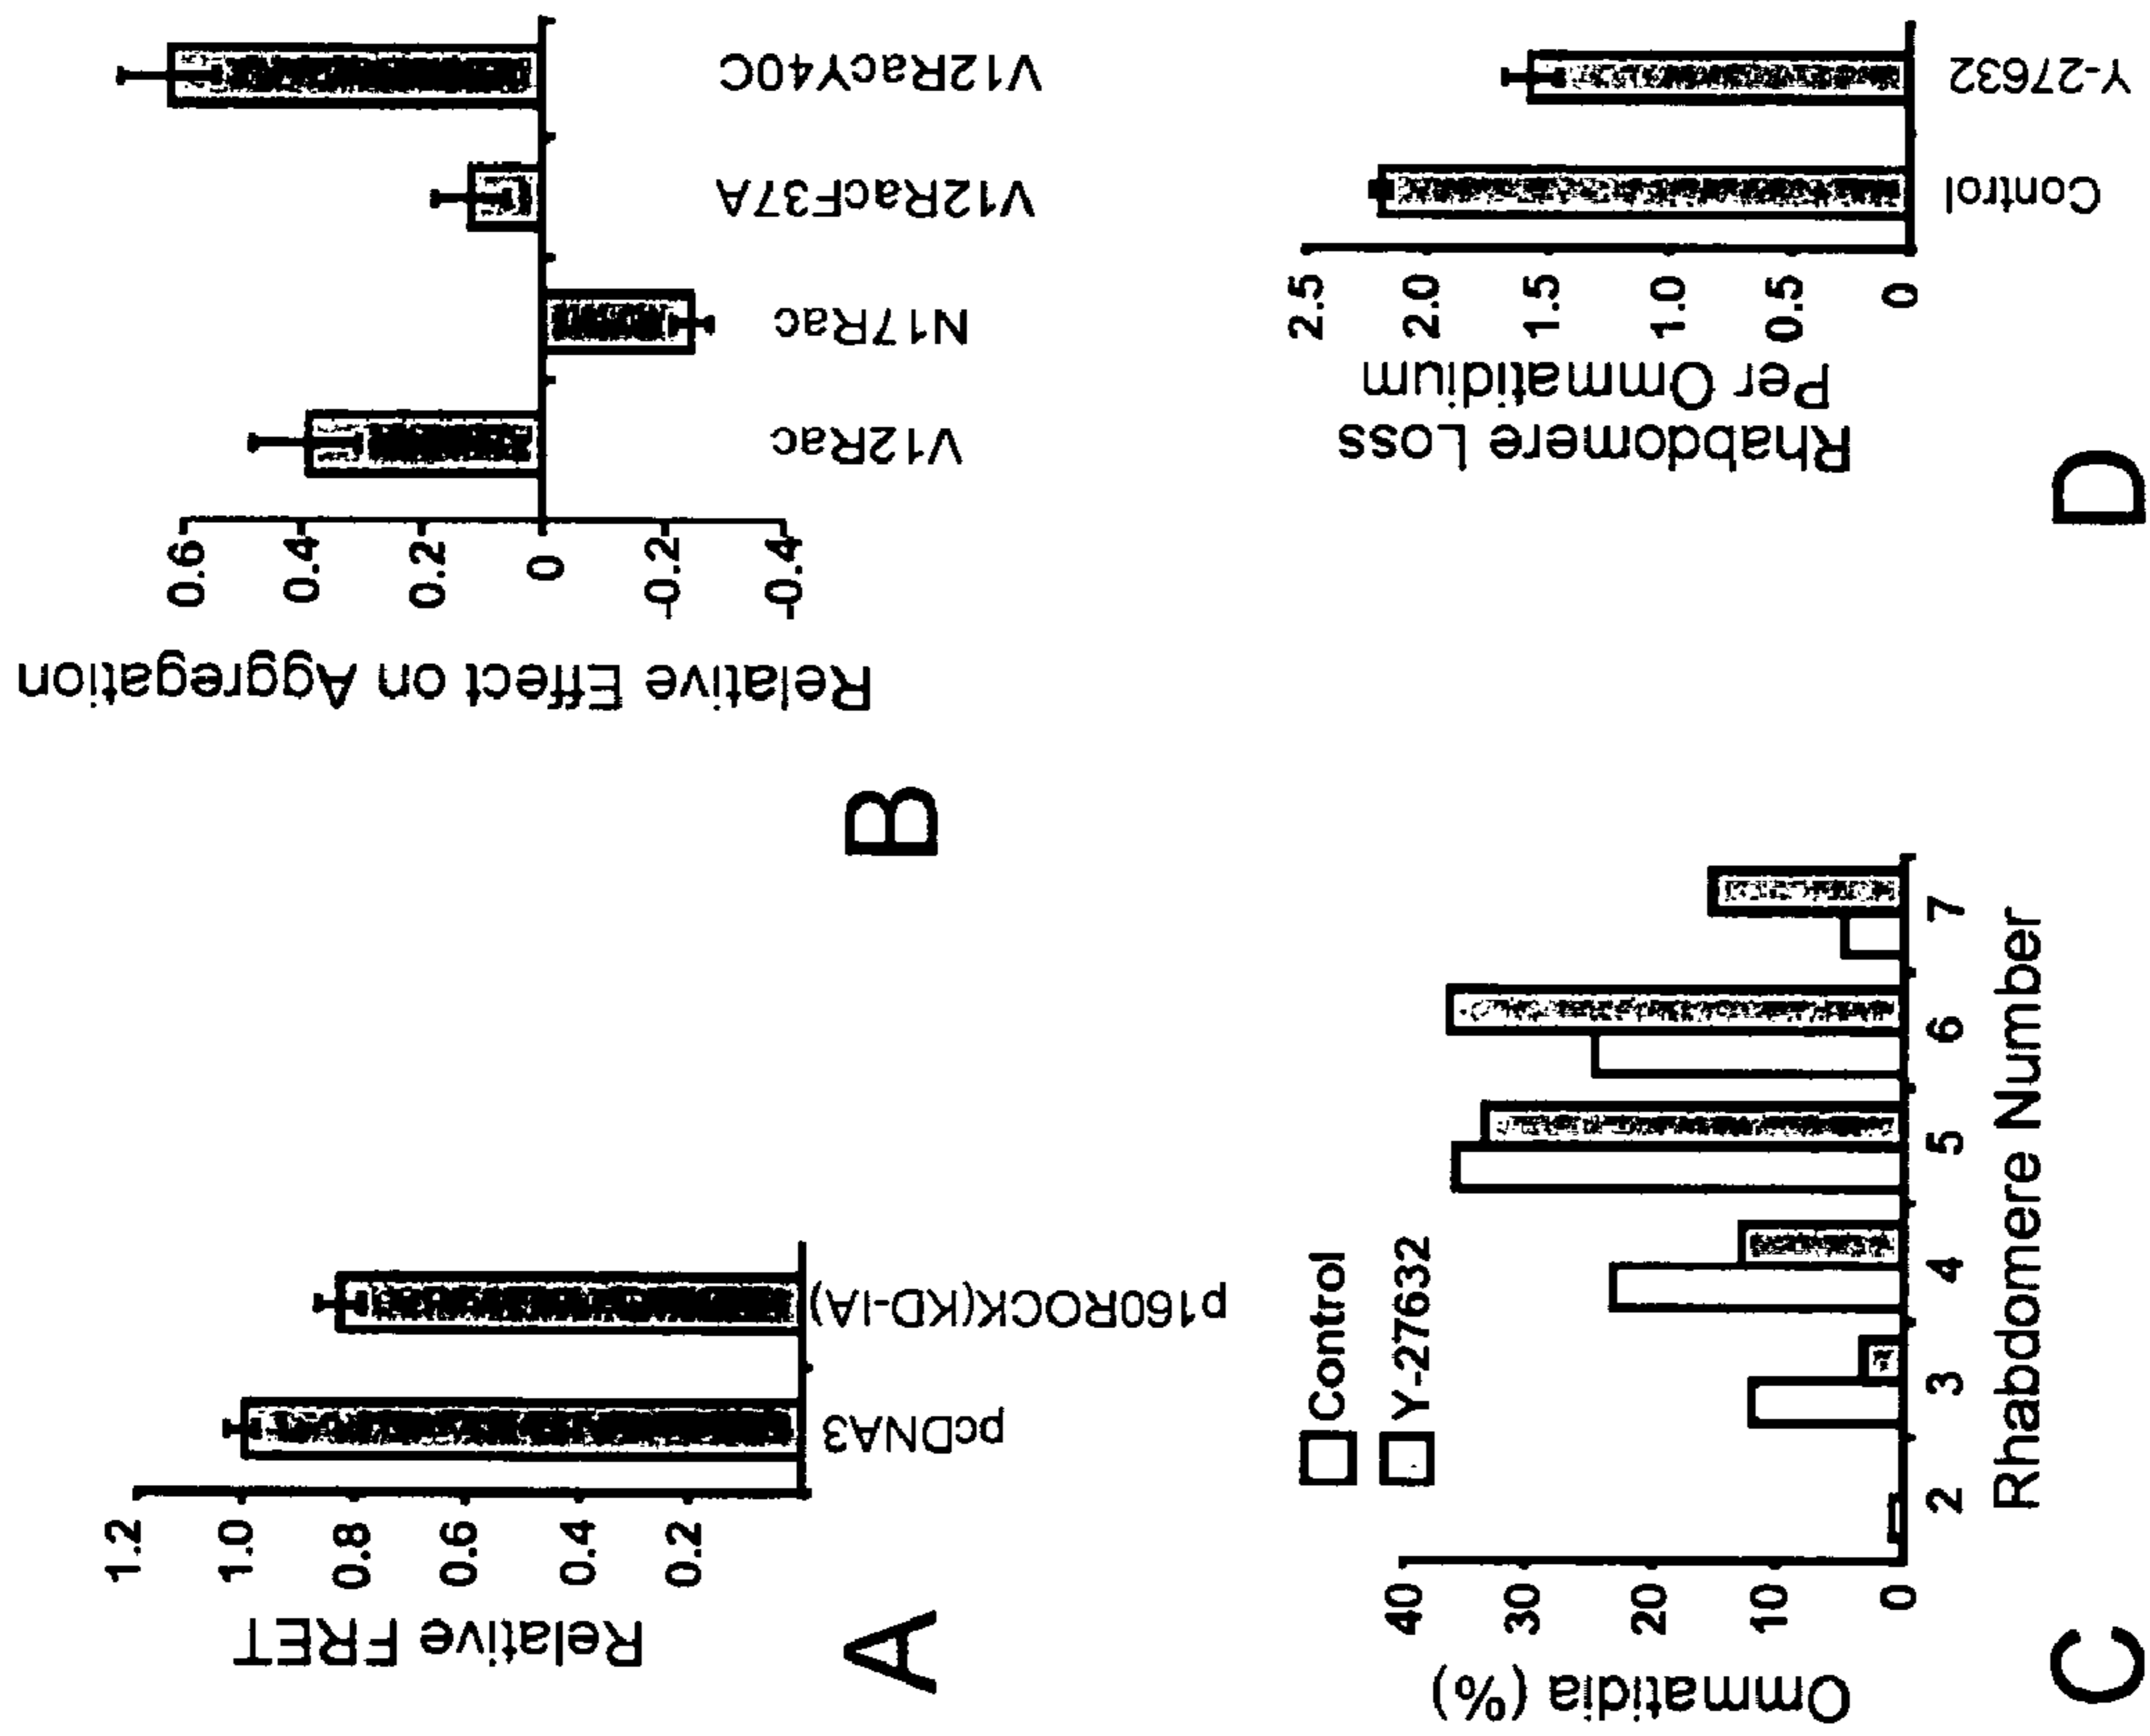 Relative FRET
1.2
1.0
0.8
0.6
0.4
0.2
pcDNA3
p160ROCK(KD-IA)
A
Relative Effect on Aggregation
0.6
0.4
0.2
0
-0.2
-0.4
V12Rac
N17Rac
V12RacF37A
V12RacY40C
B
Ommatidia (%)
40
30
20
10
0
Control
Y-27632
2 3 4 5 6 7
Rhabdomere Number
C
Rhabdomere Loss
Per Ommatidium
2.5
2.0
1.5
1.0
0.5
0
Control
Y-27632
D